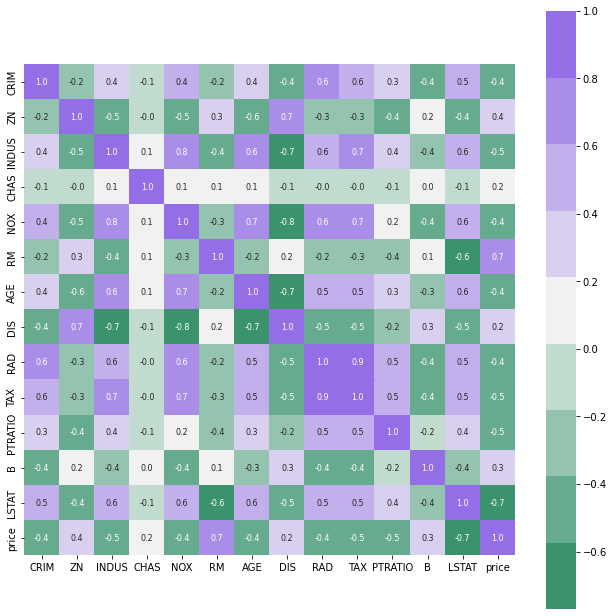 CRIM 1.0 -0.2 0.4 -0.1 0.4 -0.2 0.4 -0.4 0.6 0.6 0.3 -0.4 0.5 -0.4
ZN -0.2 1.0 -0.5 -0.0 -0.5 0.3 -0.6 0.7 -0.3 -0.3 -0.4 0.2 -0.4 0.4
INDUS 0.4 -0.5 1.0 0.1 0.8 -0.4 0.6 -0.7 0.6 0.7 0.4 -0.4 0.6 -0.5
CHAS -0.1 -0.0 0.1 1.0 0.1 0.1 0.1 -0.1 -0.0 -0.0 -0.1 0.0 -0.1 0.2
NOX 0.4 -0.5 0.8 0.1 1.0 -0.3 0.7 -0.8 0.6 0.7 0.2 -0.4 0.6 -0.4
RM -0.2 0.3 -0.4 0.1 -0.3 1.0 -0.2 0.2 -0.2 -0.3 -0.4 0.1 -0.6 0.7
AGE 0.4 -0.6 0.6 0.1 0.7 -0.2 1.0 -0.7 0.5 0.5 0.3 -0.3 0.6 -0.4
DIS -0.4 0.7 -0.7 -0.1 -0.8 0.2 -0.7 1.0 -0.5 -0.5 -0.2 0.3 -0.5 0.2
RAD 0.6 -0.3 0.6 -0.0 0.6 -0.2 0.5 -0.5 1.0 0.9 0.5 -0.4 0.5 -0.4
TAX 0.6 -0.3 0.7 -0.0 0.7 -0.3 0.5 -0.5 0.9 1.0 0.5 -0.4 0.5 -0.5
PTRATIO 0.3 -0.4 0.4 -0.1 0.2 -0.4 0.3 -0.2 0.5 0.5 1.0 -0.2 0.4 -0.5
B -0.4 0.2 -0.4 0.0 -0.4 0.1 -0.3 0.3 -0.4 -0.4 -0.2 1.0 -0.4 0.3
LSTAT 0.5 -0.4 0.6 -0.1 0.6 -0.6 0.6 -0.5 0.5 0.5 0.4 -0.4 1.0 -0.7
price -0.4 0.4 -0.5 0.2 -0.4 0.7 -0.4 0.2 -0.4 -0.5 -0.5 0.3 -0.7 1.0
CRIM ZN INDUS CHAS NOX RM AGE DIS RAD TAX PTRATIO B LSTAT price
1.0
0.8
0.6
0.4
0.2
0.0
−0.2
−0.4
−0.6